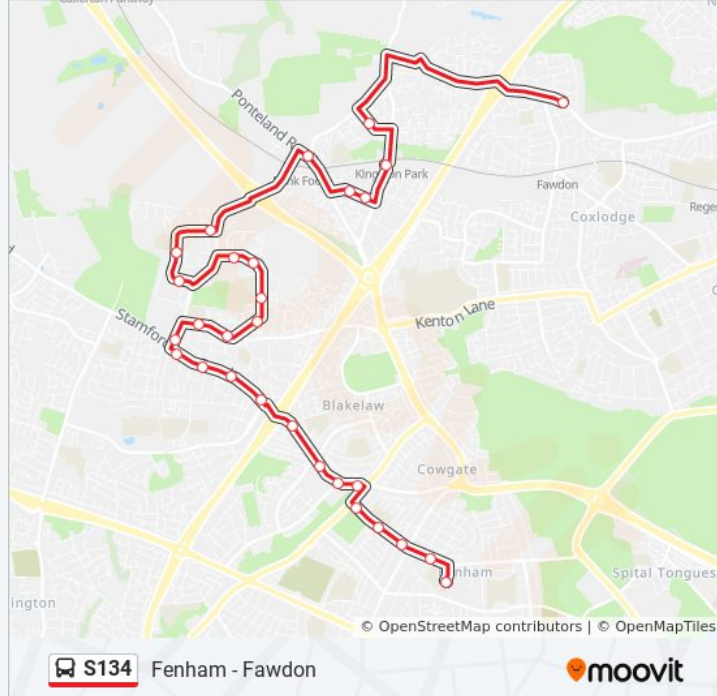 Ponteland R
Kingston Park
Fawdon
Coxlodge
Rege
Kenton Lane
Stamford
Blakelaw
Cowgate
nham
Spital Tongues
ington
© OpenStreetMap contributors | © OpenMapTiles
S134 Fenham - Fawdon
moovit